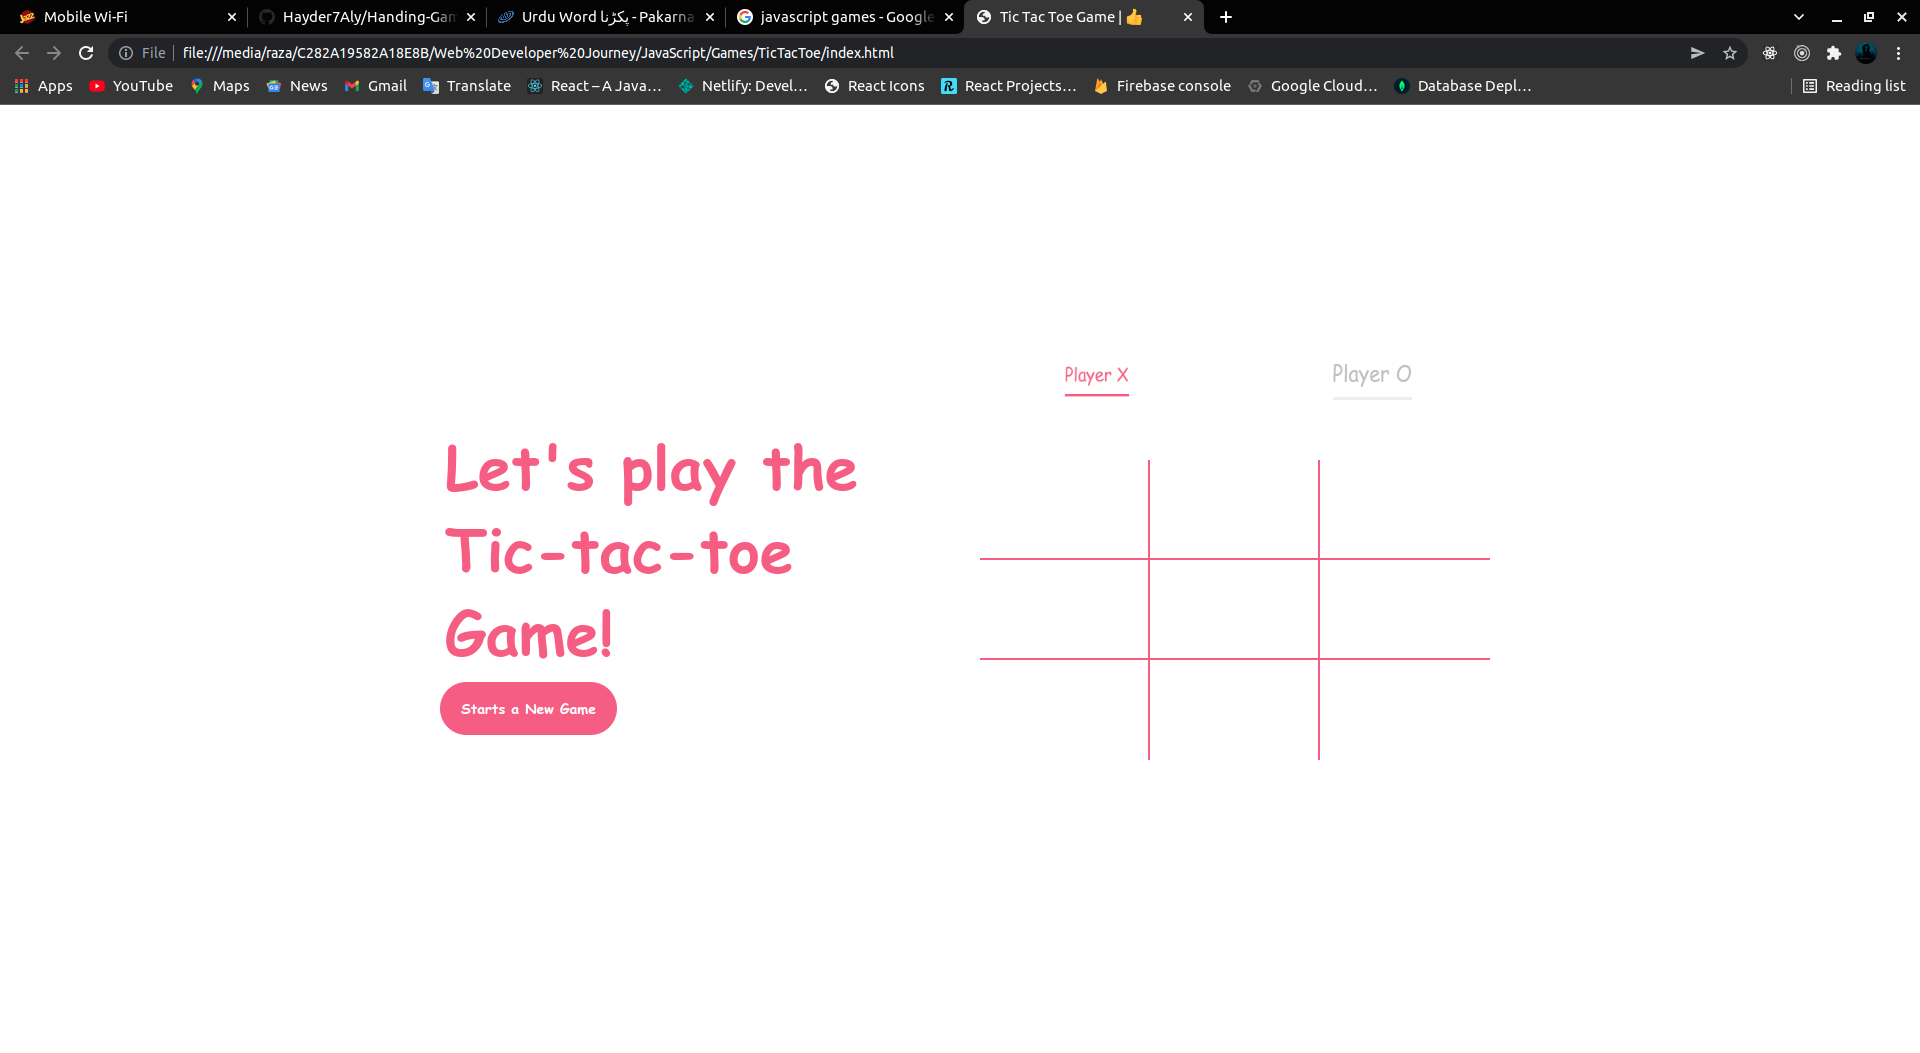 Mobile Wi-Fi
Hayder7Aly/Handing-Gam
Urdu Word پکڑنا - Pakarna
javascript games - Google
Tic Tac Toe Game | 👍
File
file:///media/raza/C282A19582A18E8B/Web%20Developer%20Journey/JavaScript/Games/TicTacToe/index.html
Apps
YouTube
Maps
News
Gmail
Translate
React – A Java...
Netlify: Devel...
React Icons
React Projects...
Firebase console
Google Cloud...
Database Depl...
Reading list
Player X
Player O
Let's play the
Tic-tac-toe
Game!
Starts a New Game